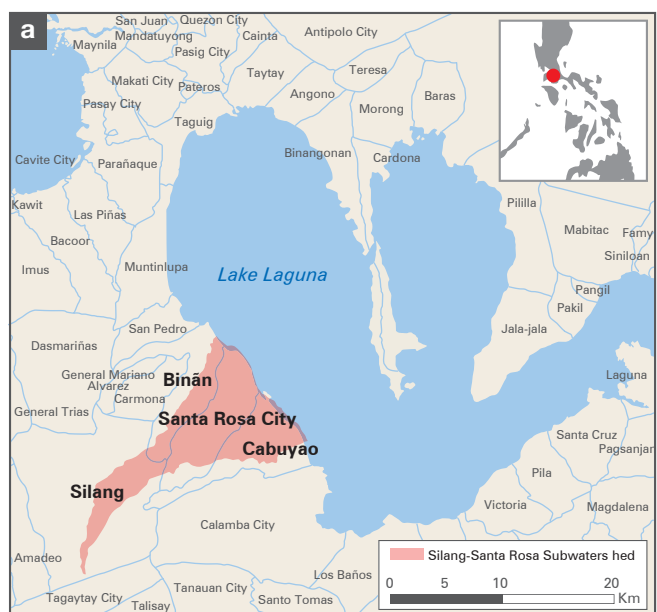 a
San Juan
Quezon City
Mandatuyong
Cainta
Antipolo City
Maynila
Pasig City
Taytay
Teresa
Makati City
Pateros
Angono
Baras
Pasay City
Morong
Taguig
Binangonan
Cardona
Cavite City
Parañaque
Kawit
Las Piñas
Pililla
Bacoor
Mabitac
Famy
Imus
Muntinlupa
Lake Laguna
Siniloan
Pangil
Pakil
San Pedro
Jala-jala
Dasmariñas
General Mariano
Alvarez
Binãn
Laguna
Carmona
General Trias
Santa Rosa City
Santa Cruz
Cabuyao
Pagsanjan
Silang
Pila
Victoria
Magdalena
Calamba City
Amadeo
Silang-Santa Rosa Subwaters hed
Los Baños
0 5 10 20
Km
Tanauan City
Tagaytay City
Talisay
Santo Tomas